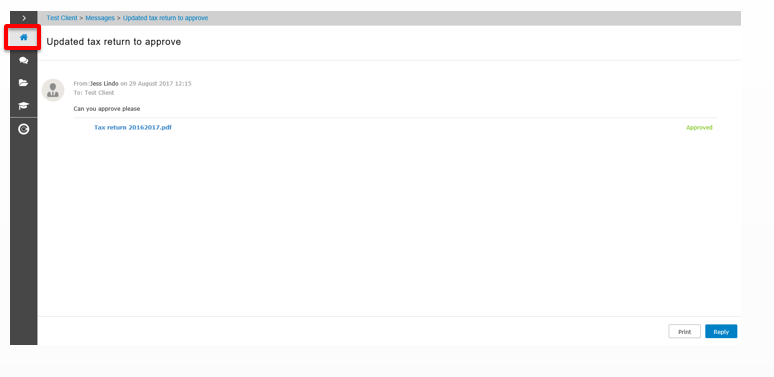 Test Client > Messages > Updated tax return to approve
Updated tax return to approve
From: Jess Lindo on 29 August 2017 12:15
To: Test Client
Can you approve please
Tax return 20162017.pdf Approved
Print Reply